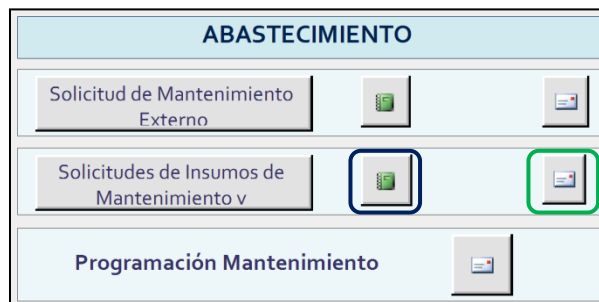 ABASTECIMIENTO
Solicitud de Mantenimiento
Externo
Solicitudes de Insumos de
Mantenimiento v
Programación Mantenimiento